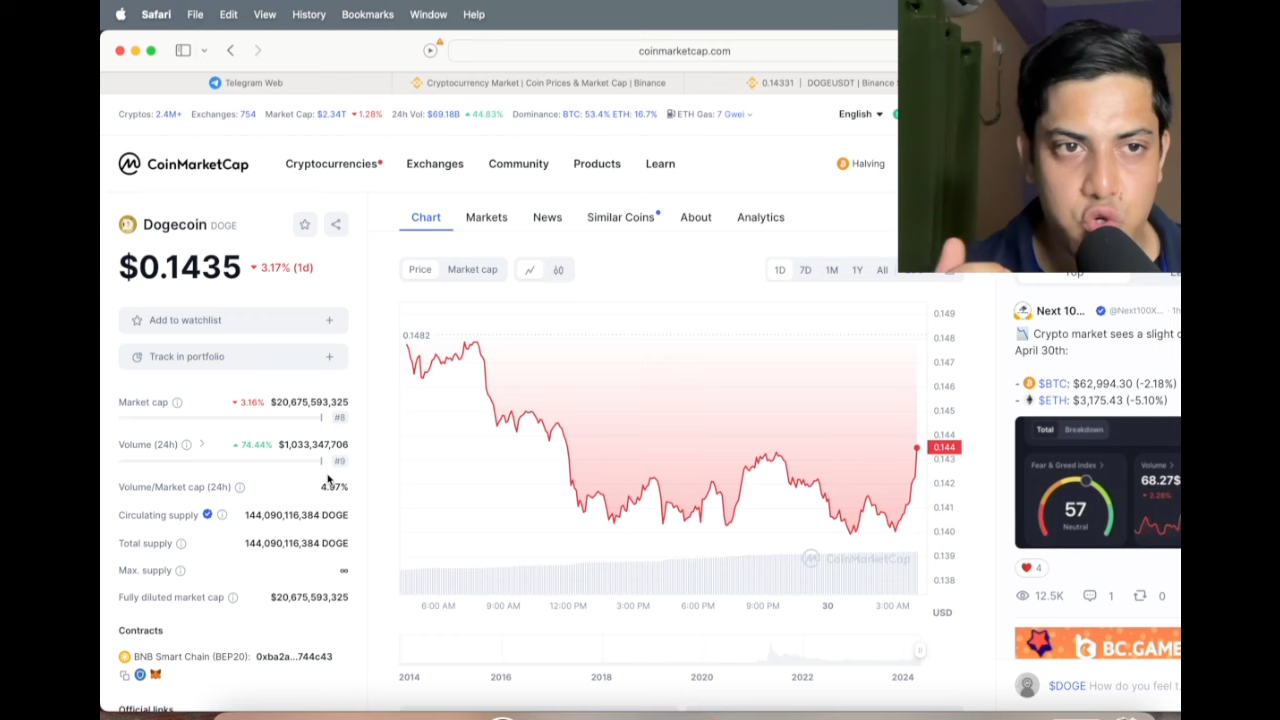 Safari File Edit View History Bookmarks Window Help
coinmarketcap.com
Telegram Web
Cryptocurrency Market | Coin Prices & Market Cap | Binance
0.14331 | DOGEUSDT | Binance
Cryptos: 2.4M+ Exchanges: 754 Market Cap: $2.34T 1.28% 24h Vol: $69.18B 44.83% Dominance: BTC: 53.4% ETH: 16.7% ETH Gas: 7 Gwei English
CoinMarketCap Cryptocurrencies Exchanges Community Products Learn Halving
Dogecoin DOGE
$0.1435 3.17% (1d)
Add to watchlist +
Track in portfolio +
Market cap 3.16% $20,675,593,325
#8
Volume (24h) 74.44% $1,033,347,706
#9
Volume/Market cap (24h)
Circulating supply 144,090,116,384 DOGE
Total supply 144,090,116,384 DOGE
Max. supply ∞
Fully diluted market cap $20,675,593,325
Contracts
BNB Smart Chain (BEP20): 0xba2a...744c43
Official links
Chart Markets News Similar Coins About Analytics
Price Market cap
1D 7D 1M 1Y All
0.1482
0.149
0.148
0.147
0.146
0.145
0.144
0.144
0.143
0.142
0.141
0.140
0.139
0.138
CoinMarketCap
6:00 AM 9:00 AM 12:00 PM 3:00 PM 6:00 PM 9:00 PM 30 3:00 AM USD
2014 2016 2018 2020 2022 2024
Next 10... @Next100X...
Crypto market sees a slight
April 30th:
- $BTC: $62,994.30 (-2.18%)
- $ETH: $3,175.43 (-5.10%)
Total Breakdown
Fear & Greed Index
57
Neutral
Volume
68.27$
2.28%
4
12.5K 1 0
BC.GAME
$DOGE How do you feel